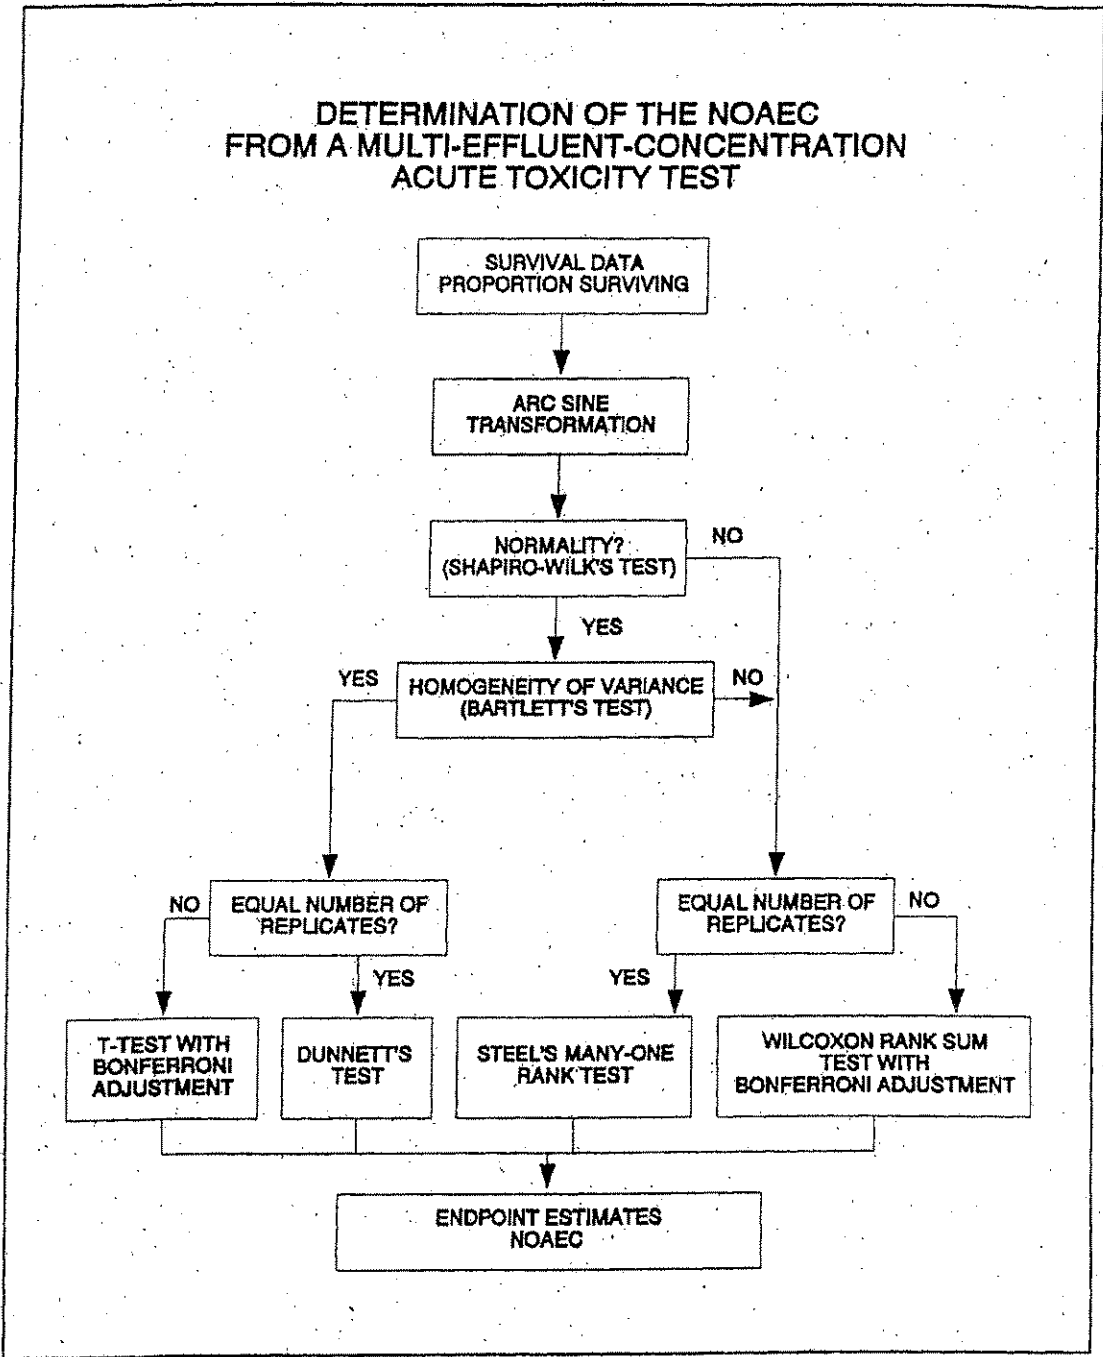 DETERMINATION OF THE NOAEC
FROM A MULTI-EFFLUENT-CONCENTRATION
ACUTE TOXICITY TEST
SURVIVAL DATA
PROPORTION SURVIVING
ARC SINE
TRANSFORMATION
NORMALITY?
(SHAPIRO-WILK'S TEST)
NO
YES
YES
HOMOGENEITY OF VARIANCE
(BARTLETT'S TEST)
NO
NO
EQUAL NUMBER OF
REPLICATES?
YES
EQUAL NUMBER OF
REPLICATES?
NO
YES
T-TEST WITH
BONFERRONI
ADJUSTMENT
DUNNETT'S
TEST
STEEL'S MANY-ONE
RANK TEST
WILCOXON RANK SUM
TEST WITH
BONFERRONI ADJUSTMENT
ENDPOINT ESTIMATES
NOAEC